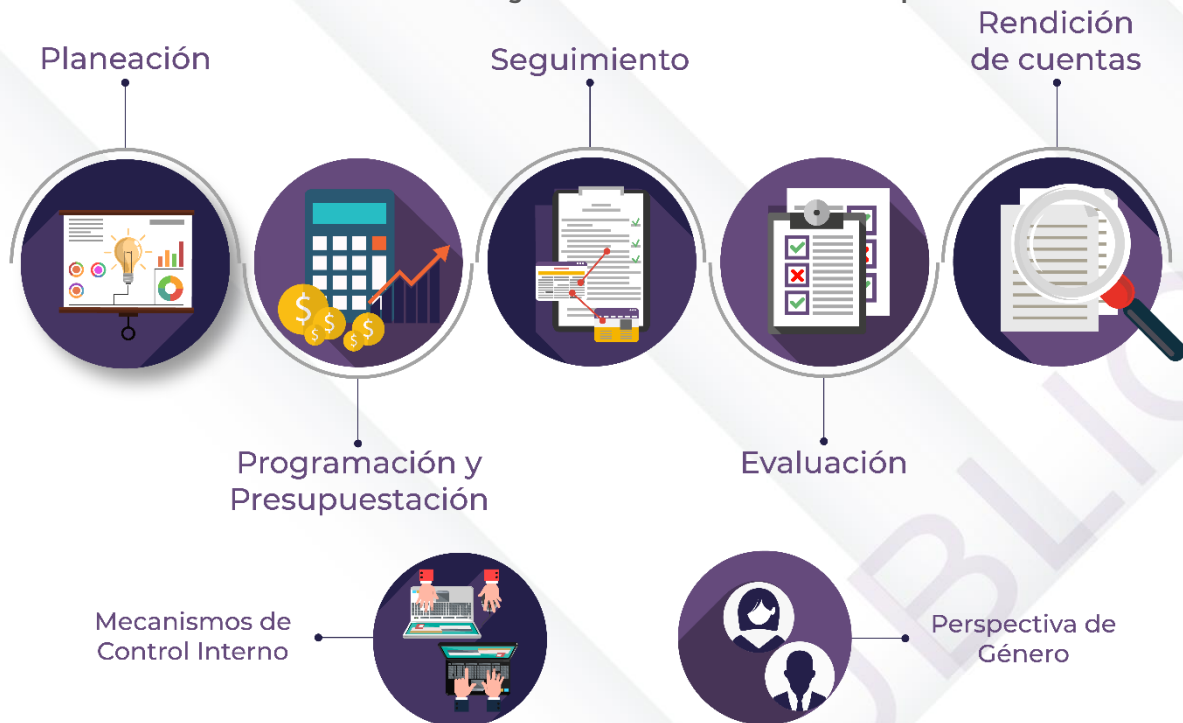 Planeación
Seguimiento
Rendición
de cuentas
Programación y
Presupuestación
Evaluación
Mecanismos de
Control Interno
Perspectiva de
Género